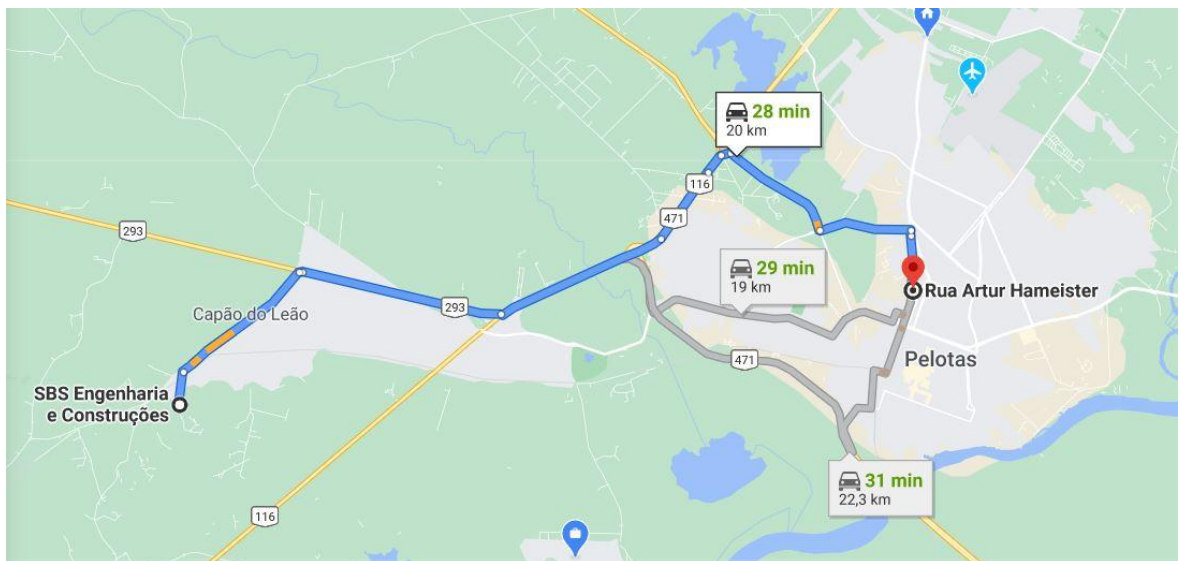 28 min
20 km
116
471
293
29 min
19 km
Rua Artur Hameister
293
Capão do Leão
471
Pelotas
SBS Engenharia
e Construções
31 min
22,3 km
116